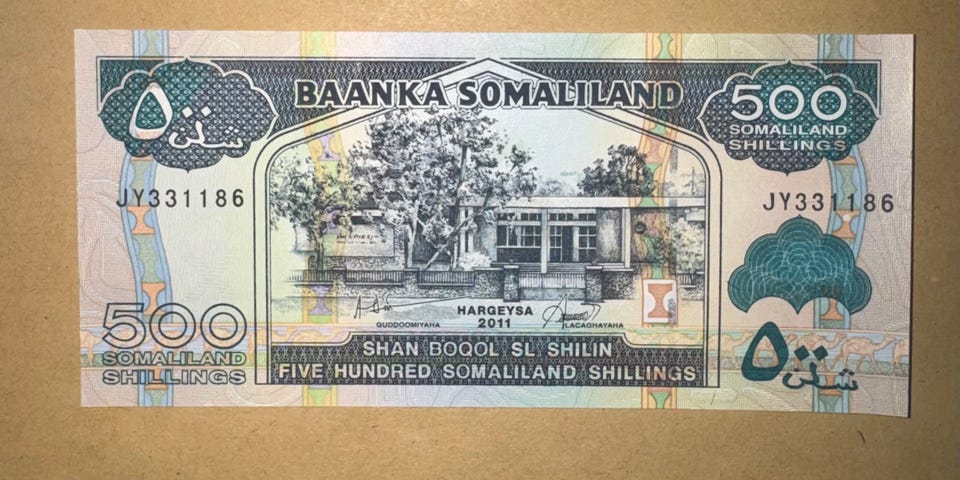 BAANKA SOMALILAND
٥٠٠
شلن
500
SOMALILAND
SHILLINGS
JY331186
JY331186
HARGEYSA
2011
GUDDOOMIYAHA
LACAGHAYAHA
500
SOMALILAND
SHILLINGS
SHAN BOQOL SL SHILIN
FIVE HUNDRED SOMALILAND SHILLINGS
٥٠٠
شلن